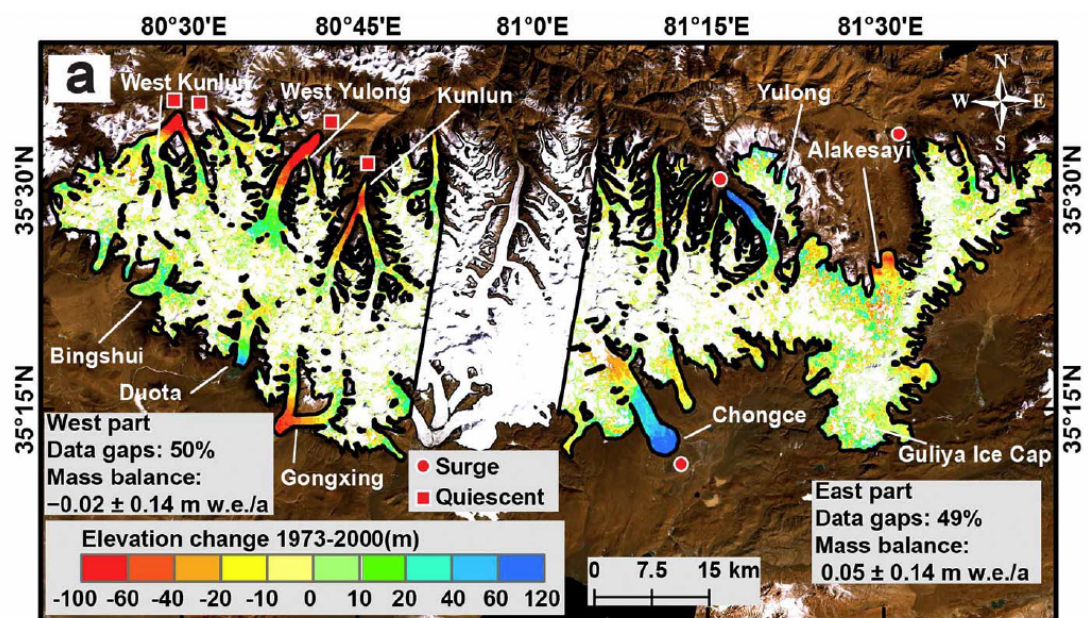 80°30'E 80°45'E 81°0'E 81°15'E 81°30'E
a
West Kunlun
West Yulong
Kunlun
Yulong
Alakesayi
N
W E
S
35°30'N
35°30'N
Bingshui
Duota
Gongxing
Chongce
Guliya Ice Cap
35°15'N
35°15'N
West part
Data gaps: 50%
Mass balance:
−0.02 ± 0.14 m w.e./a
Surge
Quiescent
East part
Data gaps: 49%
Mass balance:
0.05 ± 0.14 m w.e./a
Elevation change 1973-2000(m)
-100 -60 -40 -20 -10 0 10 20 40 60 120
0 7.5 15 km